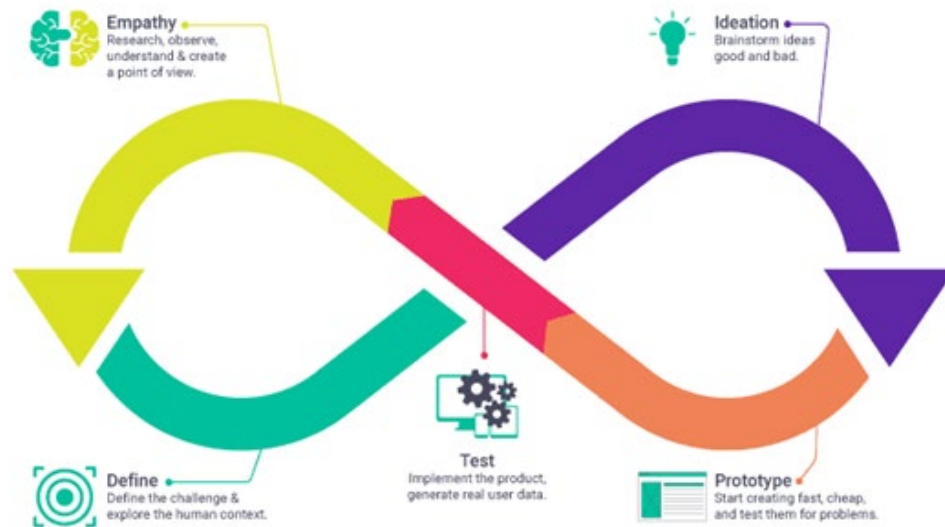 Empathy
Research, observe,
understand & create
a point of view.
Ideation
Brainstorm ideas
good and bad.
Define
Define the challenge &
explore the human context.
Test
Implement the product,
generate real user data.
Prototype
Start creating fast, cheap,
and test them for problems.